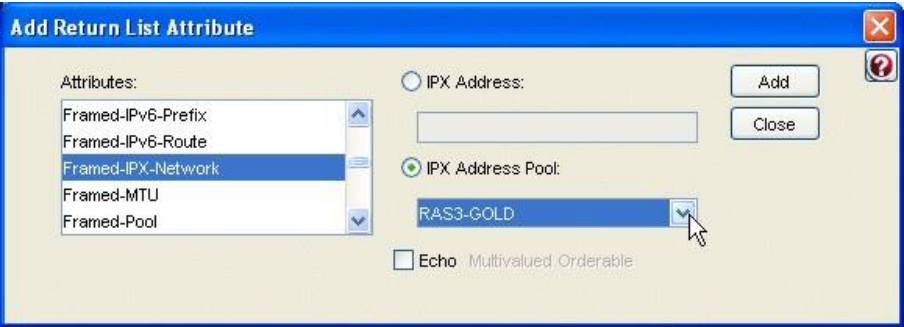 Add Return List Attribute
Attributes:
Framed-IPv6-Prefix
Framed-IPv6-Route
Framed-IPX-Network
Framed-MTU
Framed-Pool
IPX Address:
IPX Address Pool:
RAS3-GOLD
Echo Multivalued Orderable
Add
Close
?